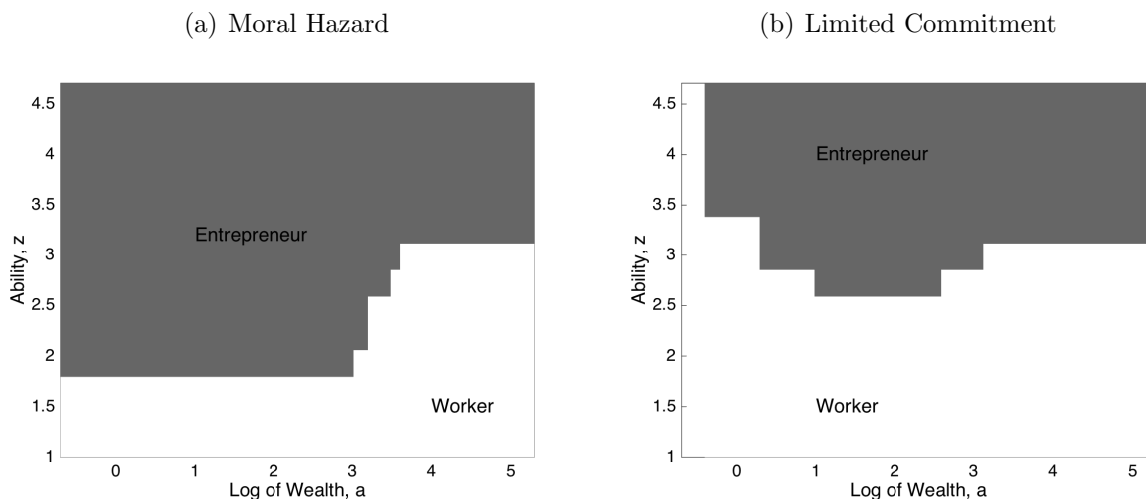 (a) Moral Hazard
4.5
4
3.5
3
2.5
2
1.5
1
Ability, z
Entrepreneur
Worker
0 1 2 3 4 5
Log of Wealth, a
(b) Limited Commitment
4.5
4
3.5
3
2.5
2
1.5
1
Ability, z
Entrepreneur
Worker
0 1 2 3 4 5
Log of Wealth, a